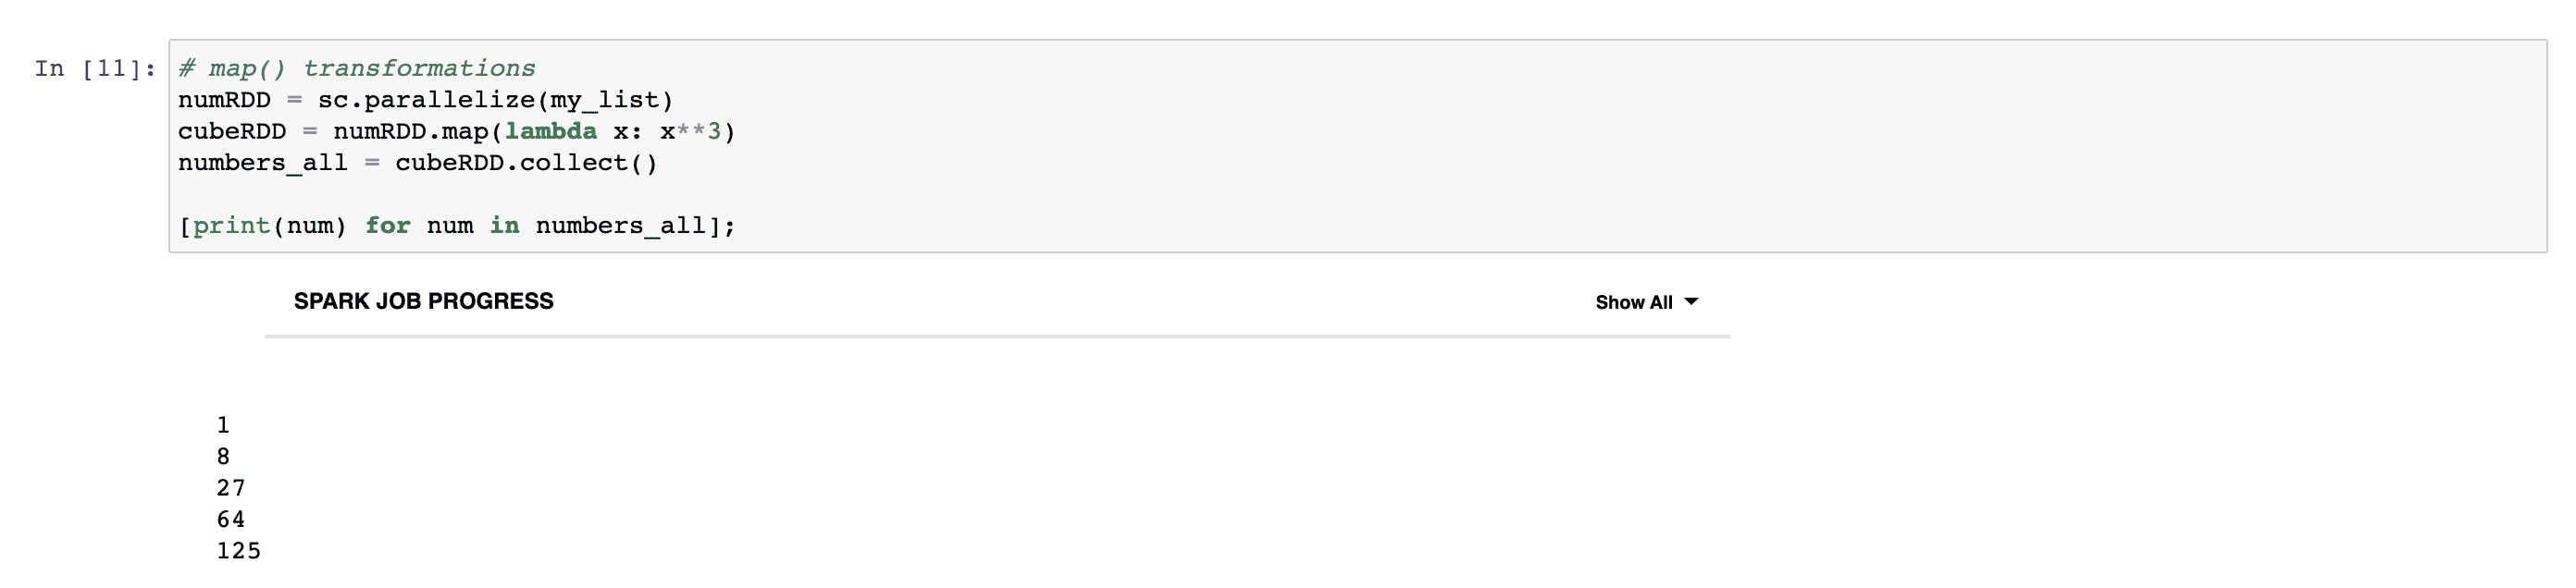 In [11]: # map() transformations
numRDD = sc.parallelize(my_list)
cubeRDD = numRDD.map(lambda x: x**3)
numbers_all = cubeRDD.collect()
[print(num) for num in numbers_all];
SPARK JOB PROGRESS Show All
1
8
27
64
125